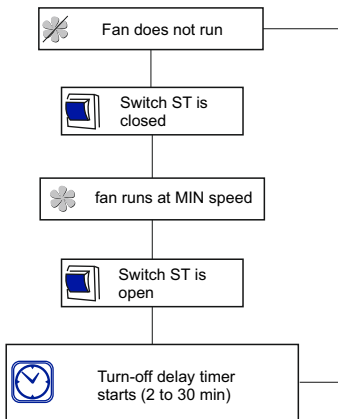 Fan does not run
Switch ST is
closed
fan runs at MIN speed
Switch ST is
open
Turn-off delay timer
starts (2 to 30 min)